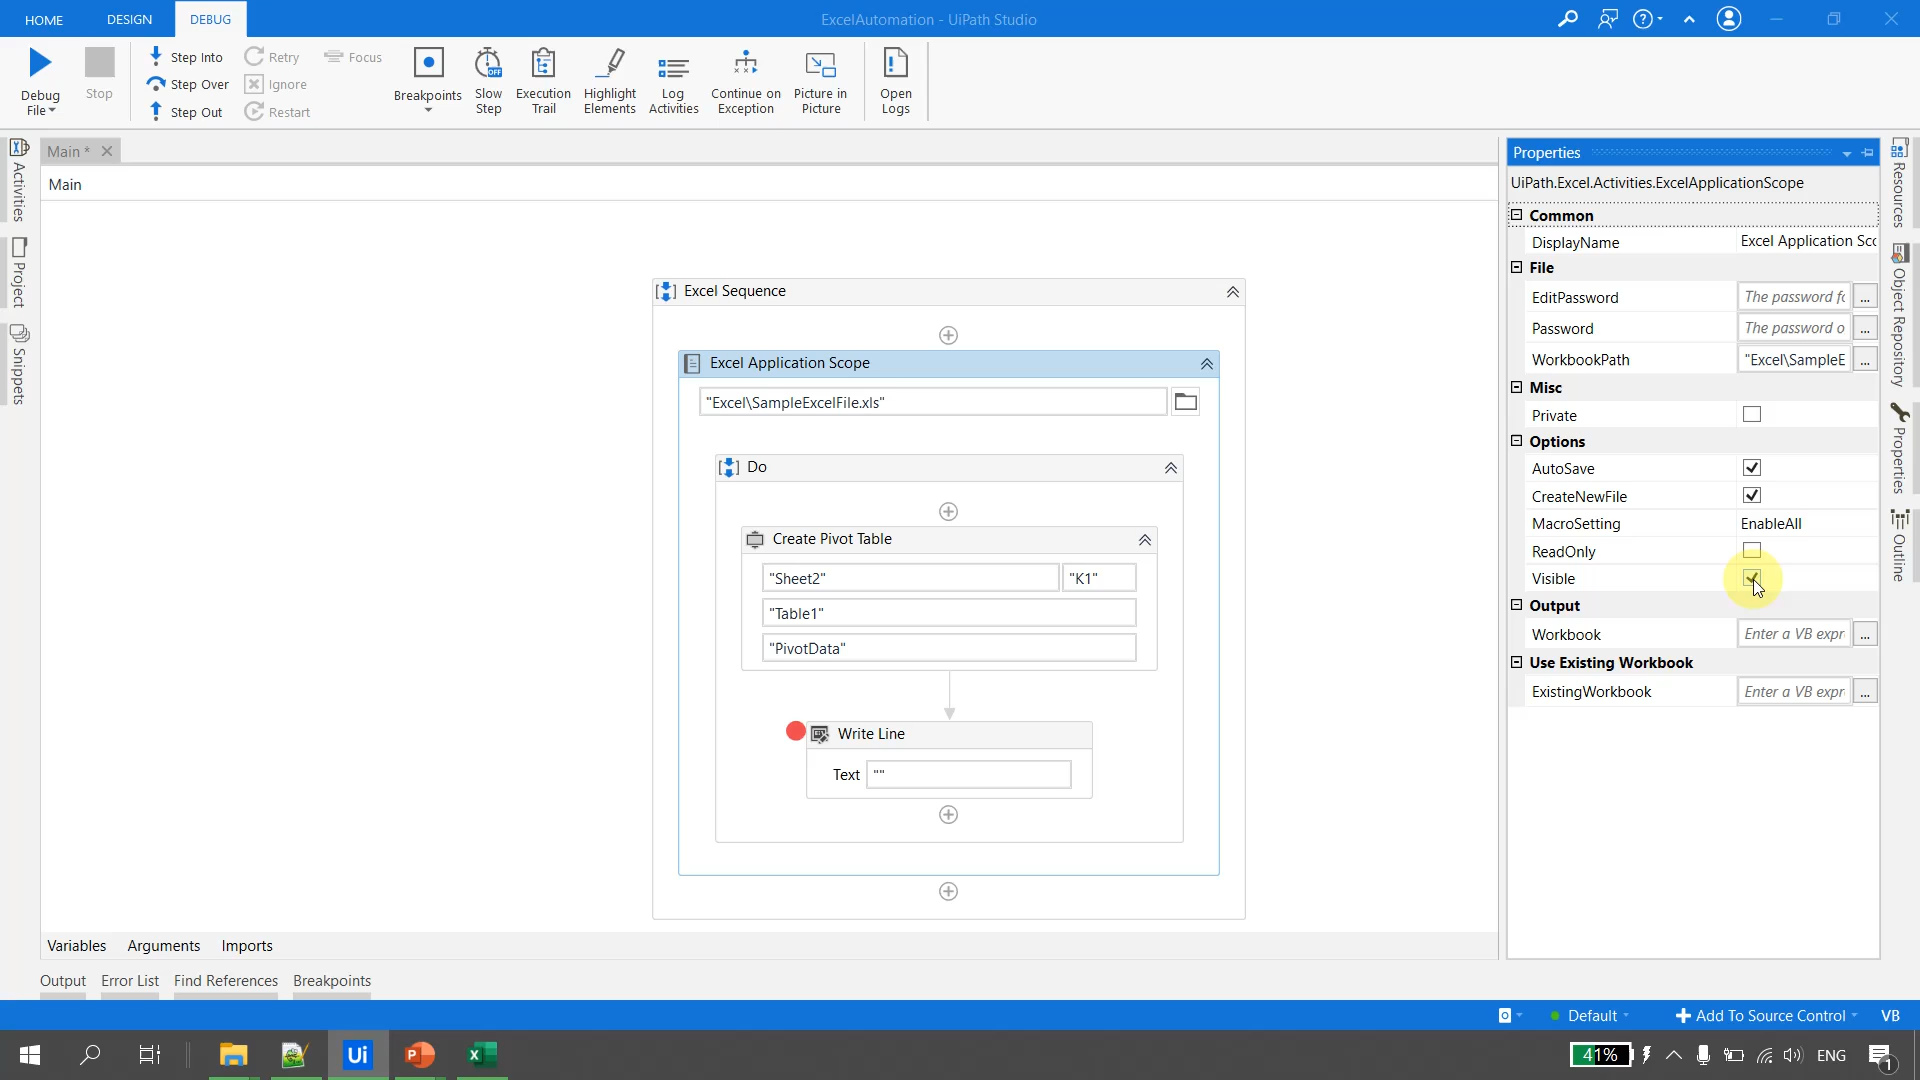 HOME DESIGN DEBUG
ExcelAutomation - UiPath Studio
Debug File
Stop
Step Into
Step Over
Step Out
Retry
Ignore
Restart
Focus
Breakpoints
Slow Step
OFF
Execution Trail
Highlight Elements
Log Activities
Continue on Exception
Picture in Picture
Open Logs
Activities
Project
Snippets
Main *
Main
Excel Sequence
Excel Application Scope
"Excel\SampleExcelFile.xls"
Do
Create Pivot Table
"Sheet2" "K1"
"Table1"
"PivotData"
Write Line
Text ""
Properties
UiPath.Excel.Activities.ExcelApplicationScope
Common
DisplayName Excel Application Sco
File
EditPassword The password fo ...
Password The password o ...
WorkbookPath "Excel\SampleE ...
Misc
Private
Options
AutoSave
CreateNewFile
MacroSetting EnableAll
ReadOnly
Visible
Output
Workbook Enter a VB expr ...
Use Existing Workbook
ExistingWorkbook Enter a VB expr ...
Resources
Object Repository
Properties
Outline
Variables Arguments Imports
Output Error List Find References Breakpoints
Default Add To Source Control VB
Ui
41% ENG 1